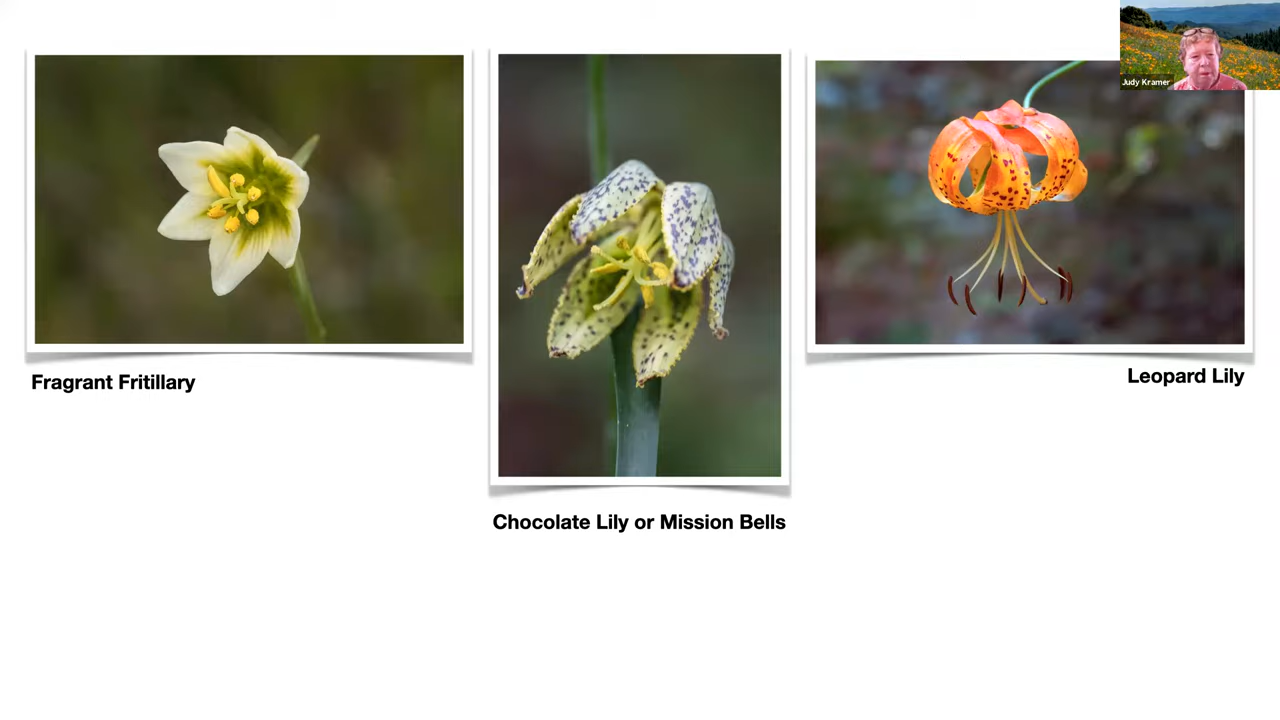 Judy Kramer
Fragrant Fritillary
Leopard Lily
Chocolate Lily or Mission Bells